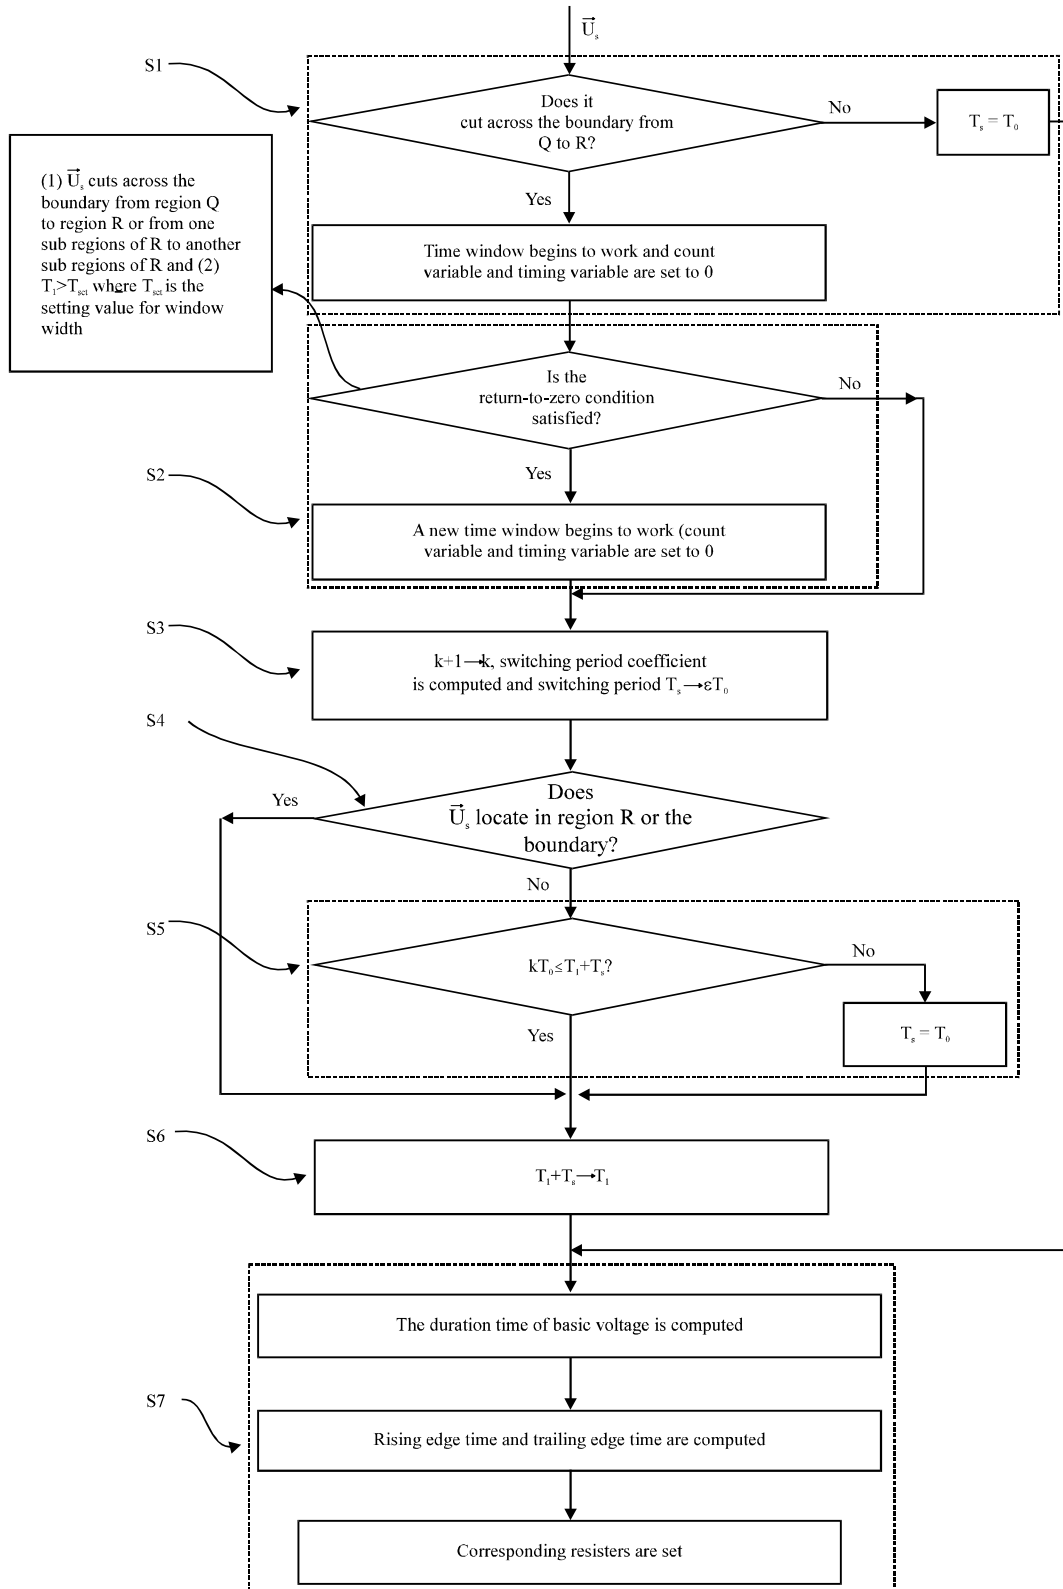 U⃗s
S1
Does it
cut across the boundary from
Q to R?
No
Ts = T0
Yes
(1) U⃗s cuts across the
boundary from region Q
to region R or from one
sub regions of R to another
sub regions of R and (2)
T1>Tset where Tset is the
setting value for window
width
Time window begins to work and count
variable and timing variable are set to 0
Is the
return-to-zero condition
satisfied?
No
Yes
S2
A new time window begins to work (count
variable and timing variable are set to 0
S3
k+1→k, switching period coefficient
is computed and switching period Ts→εT0
S4
Does
U⃗s locate in region R or the
boundary?
Yes
No
S5
kT0≤T1+Ts?
No
Ts = T0
Yes
S6
T1+Ts→T1
The duration time of basic voltage is computed
S7
Rising edge time and trailing edge time are computed
Corresponding resisters are set